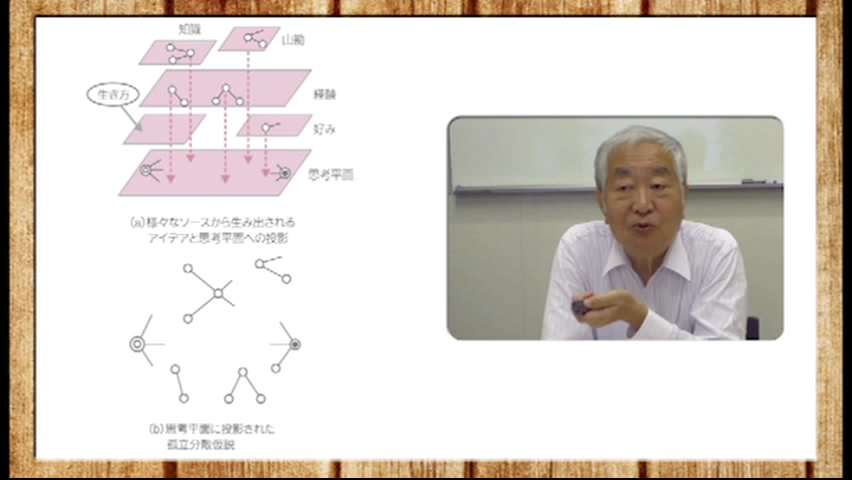 知識
山勘
経験
生き方
好み
思考平面
(a)様々なソースから生み出される
アイデアと思考平面への投影
(b)思考平面に投影された
孤立分散仮説